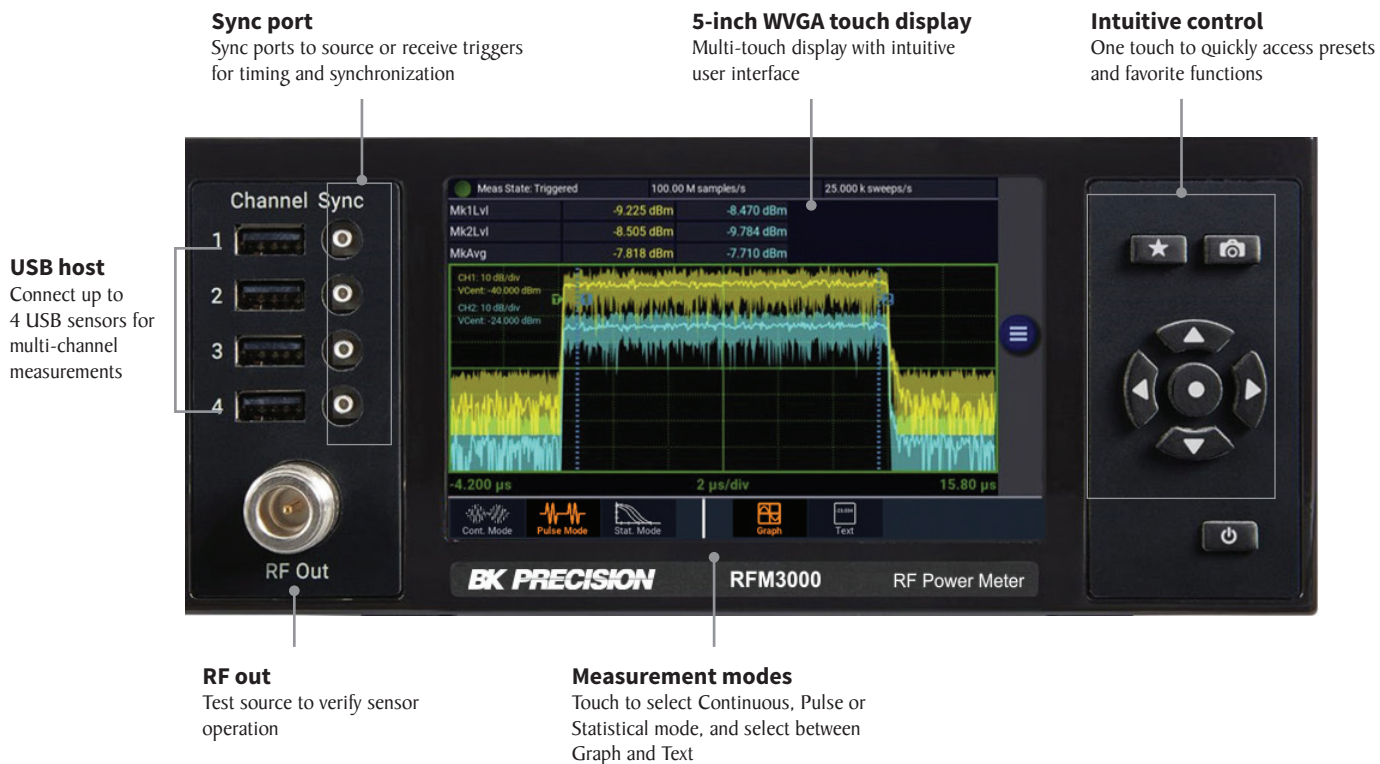 Sync port
Sync ports to source or receive triggers
for timing and synchronization
5-inch WVGA touch display
Multi-touch display with intuitive
user interface
Intuitive control
One touch to quickly access presets
and favorite functions
USB host
Connect up to
4 USB sensors for
multi-channel
measurements
Channel Sync
1
2
3
4
RF Out
Meas State: Triggered 100.00 M samples/s 25.000 k sweeps/s
Mk1Lvl -9.225 dBm -8.470 dBm
Mk2Lvl -8.505 dBm -9.784 dBm
MkAvg -7.818 dBm -7.710 dBm
CH1: 10 dB/div
VCent: -40.000 dBm
CH2: 10 dB/div
VCent: -24.000 dBm
-4.200 µs 2 µs/div 15.80 µs
Cont. Mode Pulse Mode Stat. Mode Graph Text
BK PRECISION RFM3000 RF Power Meter
RF out
Test source to verify sensor
operation
Measurement modes
Touch to select Continuous, Pulse or
Statistical mode, and select between
Graph and Text